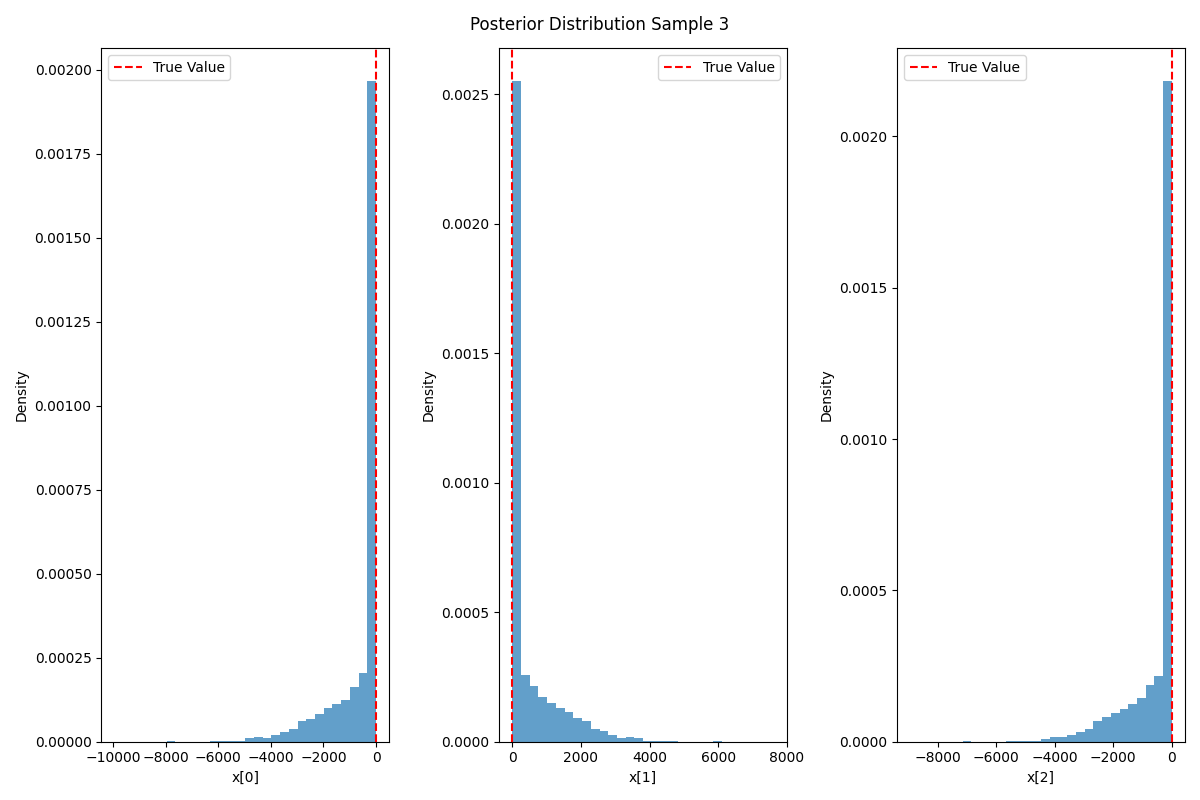 Posterior Distribution Sample 3
True Value
Density
0.00200
0.00175
0.00150
0.00125
0.00100
0.00075
0.00050
0.00025
0.00000
−10000 −8000 −6000 −4000 −2000 0
x[0]
True Value
Density
0.0025
0.0020
0.0015
0.0010
0.0005
0.0000
0 2000 4000 6000 8000
x[1]
True Value
Density
0.0020
0.0015
0.0010
0.0005
0.0000
−8000 −6000 −4000 −2000 0
x[2]